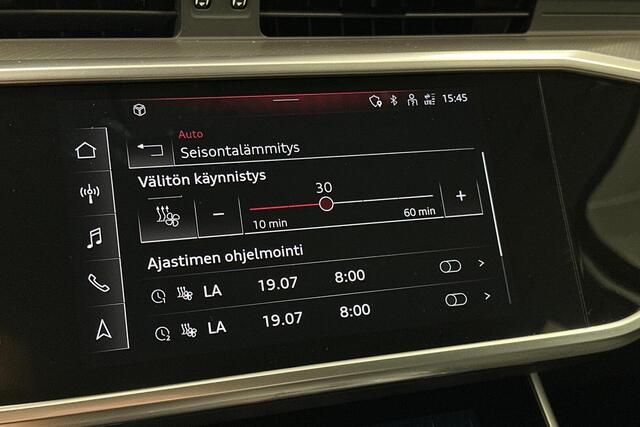 15:45
Auto
Seisontalämmitys
Välitön käynnistys
30
− +
10 min 60 min
Ajastimen ohjelmointi
LA 19.07 8:00
LA 19.07 8:00